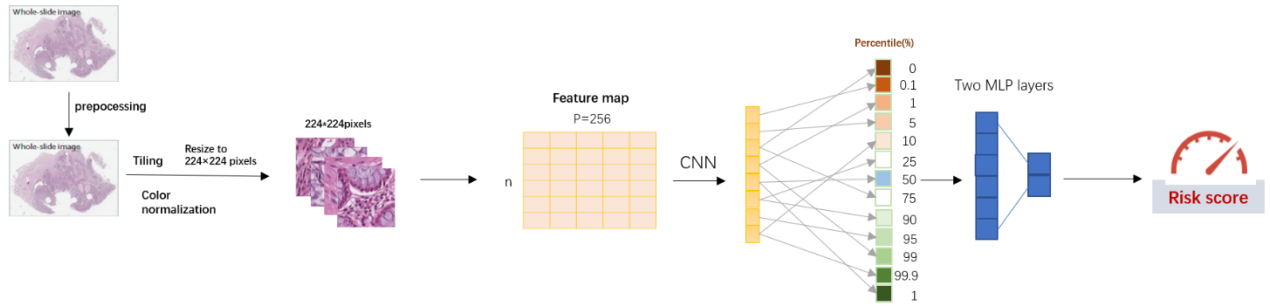 Whole-slide image
prepocessing
Whole-slide image
Tiling
Resize to
224×224 pixels
Color
normalization
224*224pixels
Feature map
P=256
n
CNN
Percentile(%)
0
0.1
1
5
10
25
50
75
90
95
99
99.9
1
Two MLP layers
Risk score